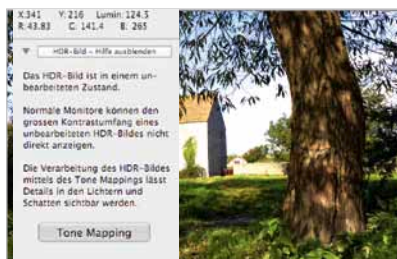 X:341 Y: 216 Lumin: 124.5
R: 43.83 C: 141.4 B: 265
HDR-Bild - Hilfe ausblenden
Das HDR-Bild ist in einem un-
bearbeiteten Zustand.
Normale Monitore können den
grossen Kontrastumfang eines
unbearbeiteten HDR-Bildes nicht
direkt anzeigen.
Die Verarbeitung des HDR-Bildes
mittels des Tone Mappings lässt
Details in den Lichtern und
Schatten sichtbar werden.
Tone Mapping